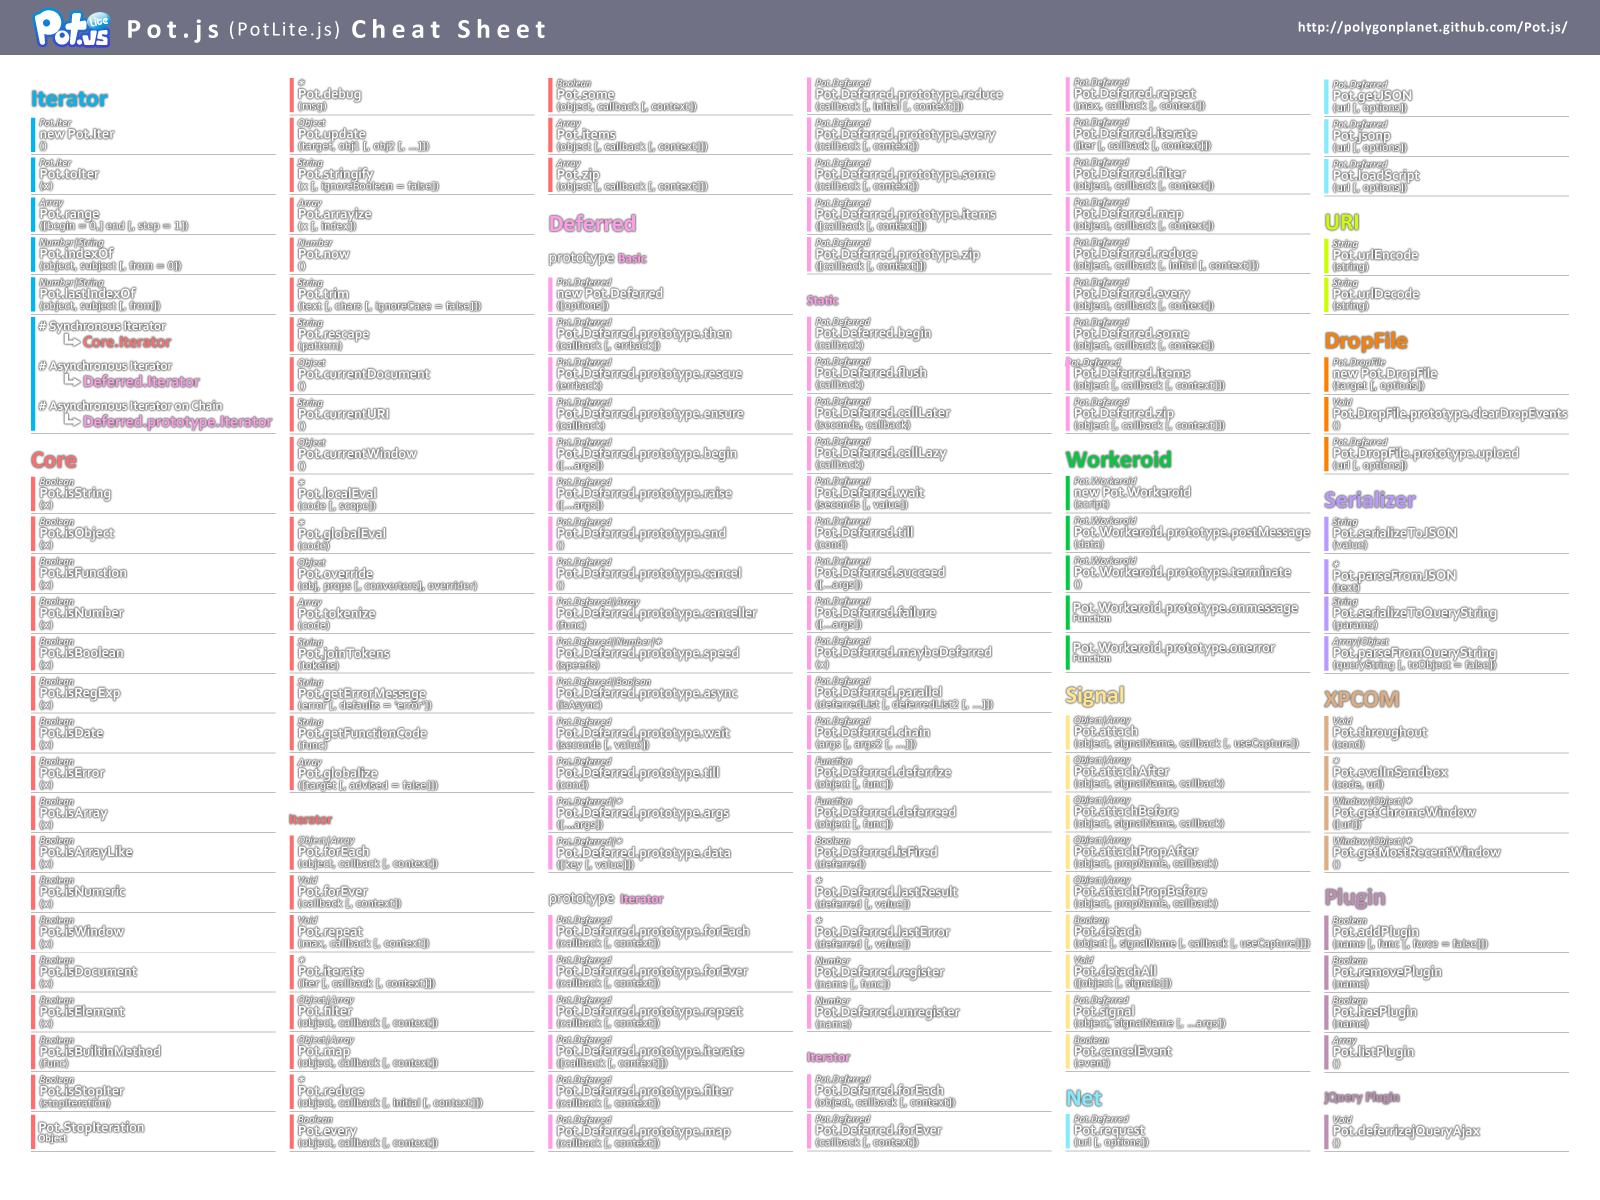 Pot.js Lite
Pot.js (PotLite.js) Cheat Sheet
http://polygonplanet.github.com/Pot.js/
Iterator
Pot.Iter
new Pot.Iter
()
Pot.Iter
Pot.toIter
(x)
Array
Pot.range
([begin = 0,] end [, step = 1])
Number|String
Pot.indexOf
(object, subject [, from = 0])
Number|String
Pot.lastIndexOf
(object, subject [, from])
# Synchronous Iterator
Core.Iterator
# Asynchronous Iterator
Deferred.Iterator
# Asynchronous Iterator on Chain
Deferred.prototype.Iterator
Core
Boolean
Pot.isString
(x)
Boolean
Pot.isObject
(x)
Boolean
Pot.isFunction
(x)
Boolean
Pot.isNumber
(x)
Boolean
Pot.isBoolean
(x)
Boolean
Pot.isRegExp
(x)
Boolean
Pot.isDate
(x)
Boolean
Pot.isError
(x)
Boolean
Pot.isArray
(x)
Boolean
Pot.isArrayLike
(x)
Boolean
Pot.isNumeric
(x)
Boolean
Pot.isWindow
(x)
Boolean
Pot.isDocument
(x)
Boolean
Pot.isElement
(x)
Boolean
Pot.isBuiltinMethod
(func)
Boolean
Pot.isStopIter
(stopIteration)
Pot.StopIteration
Object
*
Pot.debug
(msg)
Object
Pot.update
(target, obj1 [, obj2 [, ...]])
String
Pot.stringify
(x [, ignoreBoolean = false])
Array
Pot.arrayize
(x [, index])
Number
Pot.now
()
String
Pot.trim
(text [, chars [, ignoreCase = false]])
String
Pot.rescape
(pattern)
Object
Pot.currentDocument
()
String
Pot.currentURI
()
Object
Pot.currentWindow
()
*
Pot.localEval
(code [, scope])
*
Pot.globalEval
(code)
Object
Pot.override
(obj, props [, converters], overrider)
Array
Pot.tokenize
(code)
String
Pot.joinTokens
(tokens)
String
Pot.getErrorMessage
(error [, defaults = "error"])
String
Pot.getFunctionCode
(func)
Array
Pot.globalize
([target [, advised = false]])
Iterator
Object|Array
Pot.forEach
(object, callback [, context])
Void
Pot.forEver
(callback [, context])
Void
Pot.repeat
(max, callback [, context])
*
Pot.iterate
(iter [, callback [, context]])
Object|Array
Pot.filter
(object, callback [, context])
Object|Array
Pot.map
(object, callback [, context])
*
Pot.reduce
(object, callback [, initial [, context]])
Boolean
Pot.every
(object, callback [, context])
Boolean
Pot.some
(object, callback [, context])
Array
Pot.items
(object [, callback [, context]])
Array
Pot.zip
(object [, callback [, context]])
Deferred
prototype Basic
Pot.Deferred
new Pot.Deferred
([options])
Pot.Deferred
Pot.Deferred.prototype.then
(callback [, errback])
Pot.Deferred
Pot.Deferred.prototype.rescue
(errback)
Pot.Deferred
Pot.Deferred.prototype.ensure
(callback)
Pot.Deferred
Pot.Deferred.prototype.begin
([...args])
Pot.Deferred
Pot.Deferred.prototype.raise
([...args])
Pot.Deferred
Pot.Deferred.prototype.end
()
Pot.Deferred
Pot.Deferred.prototype.cancel
()
Pot.Deferred|Array
Pot.Deferred.prototype.canceller
(func)
Pot.Deferred|Number|*
Pot.Deferred.prototype.speed
(speeds)
Pot.Deferred|Boolean
Pot.Deferred.prototype.async
(isAsync)
Pot.Deferred
Pot.Deferred.prototype.wait
(seconds [, value])
Pot.Deferred
Pot.Deferred.prototype.till
(cond)
Pot.Deferred|*
Pot.Deferred.prototype.args
([...args])
Pot.Deferred|*
Pot.Deferred.prototype.data
([key [, value]])
prototype Iterator
Pot.Deferred
Pot.Deferred.prototype.forEach
(callback [, context])
Pot.Deferred
Pot.Deferred.prototype.forEver
(callback [, context])
Pot.Deferred
Pot.Deferred.prototype.repeat
(callback [, context])
Pot.Deferred
Pot.Deferred.prototype.iterate
([callback [, context]])
Pot.Deferred
Pot.Deferred.prototype.filter
(callback [, context])
Pot.Deferred
Pot.Deferred.prototype.map
(callback [, context])
Pot.Deferred
Pot.Deferred.prototype.reduce
(callback [, initial [, context]])
Pot.Deferred
Pot.Deferred.prototype.every
(callback [, context])
Pot.Deferred
Pot.Deferred.prototype.some
(callback [, context])
Pot.Deferred
Pot.Deferred.prototype.items
([callback [, context]])
Pot.Deferred
Pot.Deferred.prototype.zip
([callback [, context]])
Static
Pot.Deferred
Pot.Deferred.begin
(callback)
Pot.Deferred
Pot.Deferred.flush
(callback)
Pot.Deferred
Pot.Deferred.callLater
(seconds, callback)
Pot.Deferred
Pot.Deferred.callLazy
(callback)
Pot.Deferred
Pot.Deferred.wait
(seconds [, value])
Pot.Deferred
Pot.Deferred.till
(cond)
Pot.Deferred
Pot.Deferred.succeed
([...args])
Pot.Deferred
Pot.Deferred.failure
([...args])
Pot.Deferred
Pot.Deferred.maybeDeferred
(x)
Pot.Deferred
Pot.Deferred.parallel
(deferredList [, deferredList2 [, ...]])
Pot.Deferred
Pot.Deferred.chain
(args [, args2 [, ...]])
Function
Pot.Deferred.deferrize
(object [, func])
Function
Pot.Deferred.deferreed
(object [, func])
Boolean
Pot.Deferred.isFired
(deferred)
*
Pot.Deferred.lastResult
(deferred [, value])
*
Pot.Deferred.lastError
(deferred [, value])
Number
Pot.Deferred.register
(name [, func])
Number
Pot.Deferred.unregister
(name)
Iterator
Pot.Deferred
Pot.Deferred.forEach
(object, callback [, context])
Pot.Deferred
Pot.Deferred.forEver
(callback [, context])
Pot.Deferred
Pot.Deferred.repeat
(max, callback [, context])
Pot.Deferred
Pot.Deferred.iterate
(iter [, callback [, context]])
Pot.Deferred
Pot.Deferred.filter
(object, callback [, context])
Pot.Deferred
Pot.Deferred.map
(object, callback [, context])
Pot.Deferred
Pot.Deferred.reduce
(object, callback [, initial [, context]])
Pot.Deferred
Pot.Deferred.every
(object, callback [, context])
Pot.Deferred
Pot.Deferred.some
(object, callback [, context])
Pot.Deferred
Pot.Deferred.items
(object [, callback [, context]])
Pot.Deferred
Pot.Deferred.zip
(object [, callback [, context]])
Workeroid
Pot.Workeroid
new Pot.Workeroid
(script)
Pot.Workeroid
Pot.Workeroid.prototype.postMessage
(data)
Pot.Workeroid
Pot.Workeroid.prototype.terminate
()
Pot.Workeroid.prototype.onmessage
Function
Pot.Workeroid.prototype.onerror
Function
Signal
Object|Array
Pot.attach
(object, signalName, callback [, useCapture])
Object|Array
Pot.attachAfter
(object, signalName, callback)
Object|Array
Pot.attachBefore
(object, signalName, callback)
Object|Array
Pot.attachPropAfter
(object, propName, callback)
Object|Array
Pot.attachPropBefore
(object, propName, callback)
Boolean
Pot.detach
(object [, signalName [, callback [, useCapture]]])
Void
Pot.detachAll
([object [, signals]])
Pot.Deferred
Pot.signal
(object, signalName [, ...args])
Boolean
Pot.cancelEvent
(event)
Net
Pot.Deferred
Pot.request
(url [, options])
Pot.Deferred
Pot.getJSON
(url [, options])
Pot.Deferred
Pot.jsonp
(url [, options])
Pot.Deferred
Pot.loadScript
(url [, options])
URI
String
Pot.urlEncode
(string)
String
Pot.urlDecode
(string)
DropFile
Pot.DropFile
new Pot.DropFile
(target [, options])
Void
Pot.DropFile.prototype.clearDropEvents
()
Pot.Deferred
Pot.DropFile.prototype.upload
(url [, options])
Serializer
String
Pot.serializeToJSON
(value)
*
Pot.parseFromJSON
(text)
String
Pot.serializeToQueryString
(params)
Array|Object
Pot.parseFromQueryString
(queryString [, toObject = false])
XPCOM
Void
Pot.throughout
(cond)
*
Pot.evalInSandbox
(code, url)
Window|Object|*
Pot.getChromeWindow
([uri])
Window|Object|*
Pot.getMostRecentWindow
()
Plugin
Boolean
Pot.addPlugin
(name [, func [, force = false]])
Boolean
Pot.removePlugin
(name)
Boolean
Pot.hasPlugin
(name)
Array
Pot.listPlugin
()
jQuery Plugin
Void
Pot.deferrizejQueryAjax
()